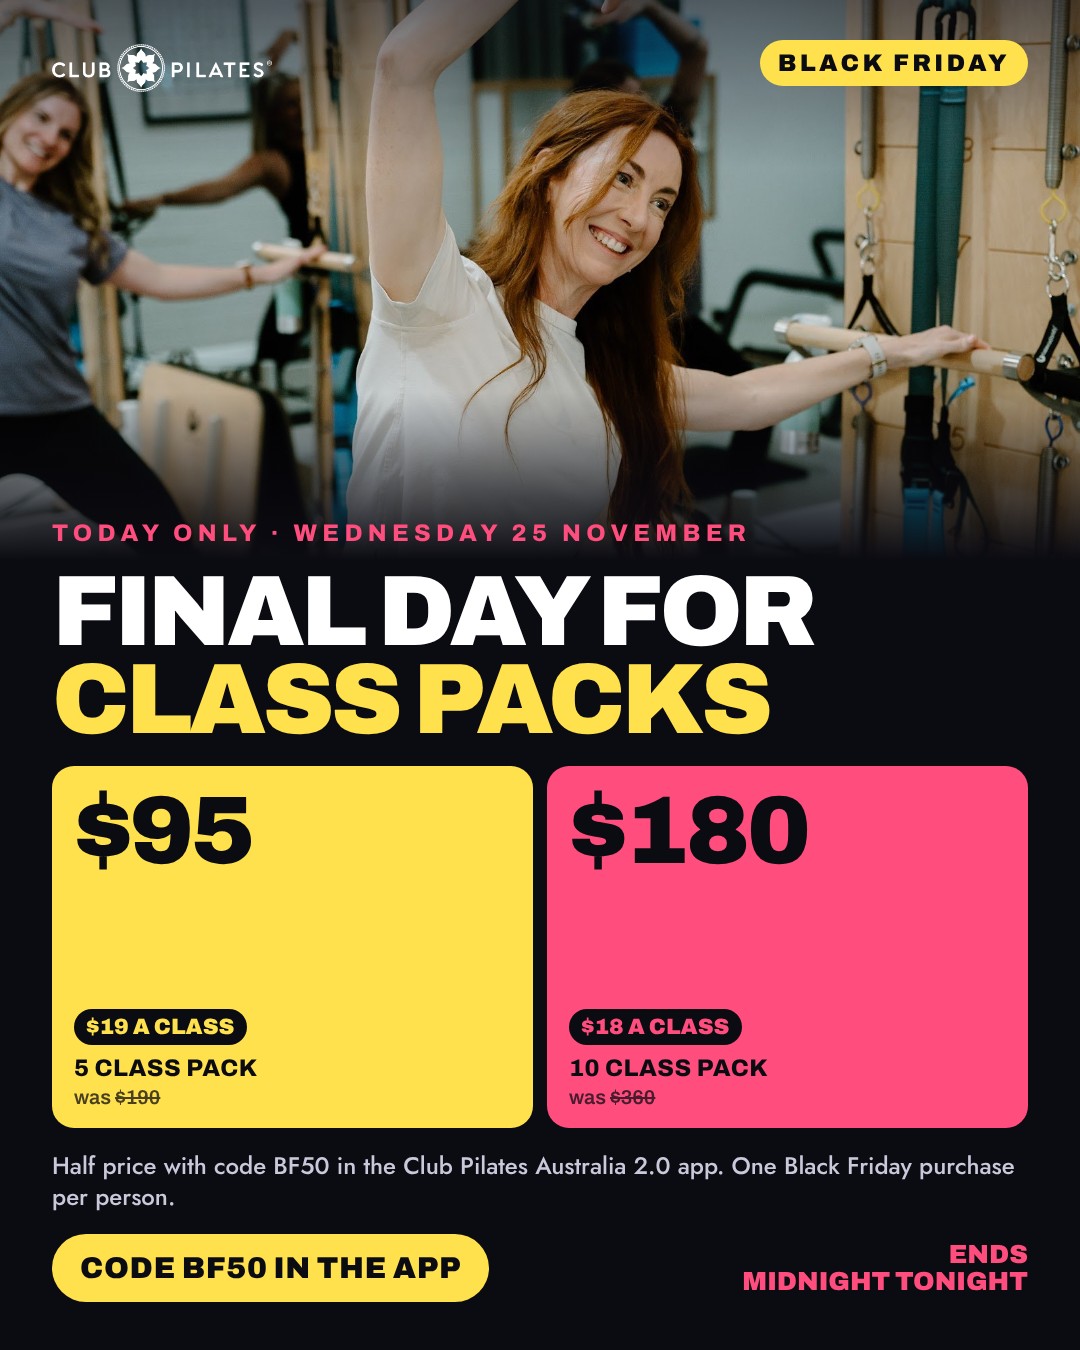 CLUB PILATES®
BLACK FRIDAY
TODAY ONLY · WEDNESDAY 25 NOVEMBER
FINAL DAY FOR
CLASS PACKS
$95
$19 A CLASS
5 CLASS PACK
was $190
$180
$18 A CLASS
10 CLASS PACK
was $360
Half price with code BF50 in the Club Pilates Australia 2.0 app. One Black Friday purchase
per person.
CODE BF50 IN THE APP
ENDS
MIDNIGHT TONIGHT